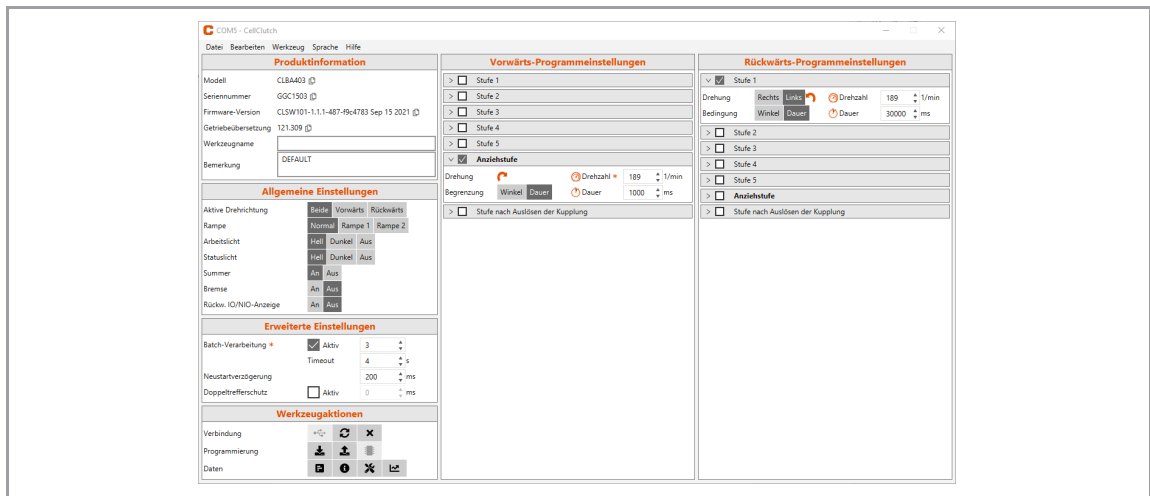 COM5 - CellClutch
Datei Bearbeiten Werkzeug Sprache Hilfe
Produktinformation
Modell CLBA403
Seriennummer GGC1503
Firmware-Version CLSW101-1.1.1-487-f9c4783 Sep 15 2021
Getriebeübersetzung 121.309
Werkzeugname
Bemerkung DEFAULT
Allgemeine Einstellungen
Aktive Drehrichtung Beide Vorwärts Rückwärts
Rampe Normal Rampe 1 Rampe 2
Arbeitslicht Hell Dunkel Aus
Statuslicht Hell Dunkel Aus
Summer An Aus
Bremse An Aus
Rückw. IO/NIO-Anzeige An Aus
Erweiterte Einstellungen
Batch-Verarbeitung * Aktiv 3
Timeout 4 s
Neustartverzögerung 200 ms
Doppeltrefferschutz Aktiv 0 ms
Werkzeugaktionen
Verbindung
Programmierung
Daten
Vorwärts-Programmeinstellungen
> Stufe 1
> Stufe 2
> Stufe 3
> Stufe 4
> Stufe 5
Anziehstufe
Drehung Drehzahl * 189 1/min
Begrenzung Winkel Dauer Dauer 1000 ms
> Stufe nach Auslösen der Kupplung
Rückwärts-Programmeinstellungen
Stufe 1
Drehung Rechts Links Drehzahl 189 1/min
Bedingung Winkel Dauer Dauer 30000 ms
> Stufe 2
> Stufe 3
> Stufe 4
> Stufe 5
> Anziehstufe
> Stufe nach Auslösen der Kupplung